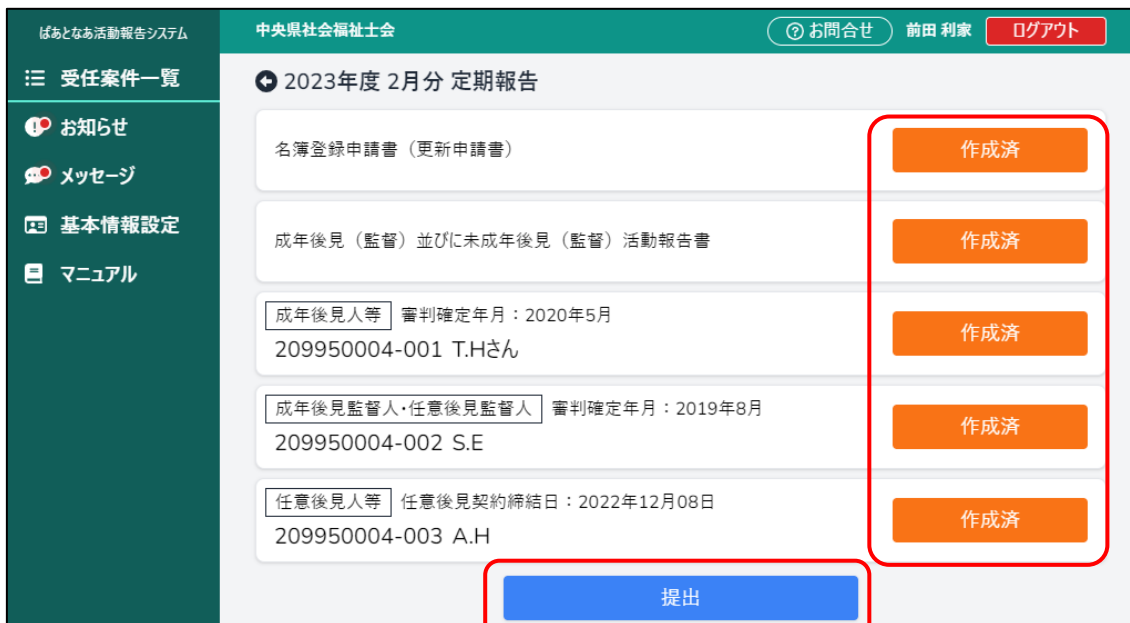 ぱあとなあ活動報告システム
中央県社会福祉士会
お問合せ
前田 利家
ログアウト
受任案件一覧
お知らせ
メッセージ
基本情報設定
マニュアル
2023年度 2月分 定期報告
名簿登録申請書（更新申請書）
作成済
成年後見（監督）並びに未成年後見（監督）活動報告書
作成済
成年後見人等 審判確定年月：2020年5月
209950004-001 T.Hさん
作成済
成年後見監督人・任意後見監督人 審判確定年月：2019年8月
209950004-002 S.E
作成済
任意後見人等 任意後見契約締結日：2022年12月08日
209950004-003 A.H
作成済
提出